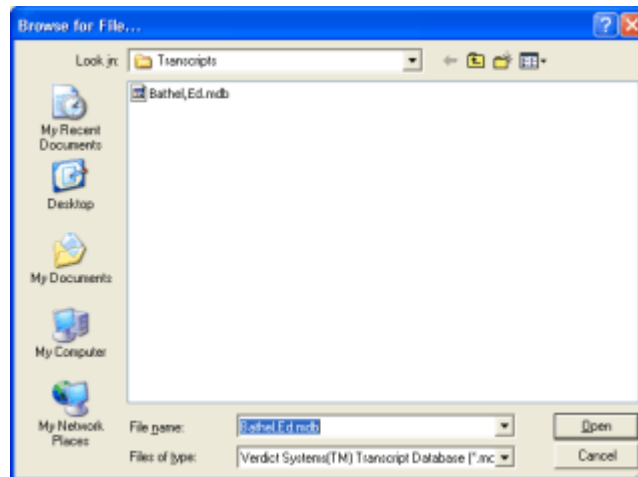 Browse for File...
Look in: Transcripts
Bathel,Ed.mdb
My Recent
Documents
Desktop
My Documents
My Computer
My Network
Places
File name: Bathel,Ed.mdb Open
Files of type: Verdict Systems(TM) Transcript Database (*.mc Cancel